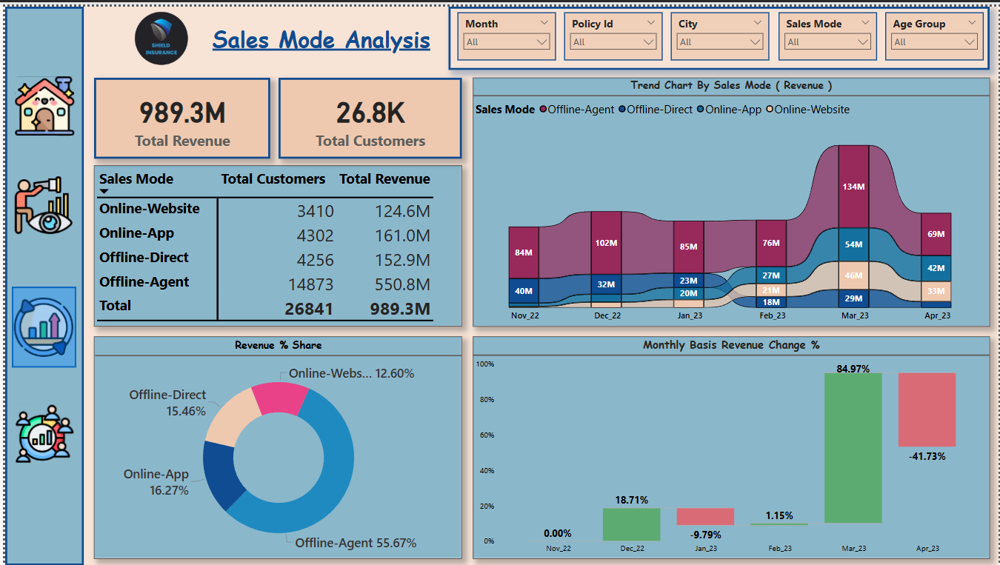 SHIELD
INSURANCE
Sales Mode Analysis
Month
All
Policy Id
All
City
All
Sales Mode
All
Age Group
All
989.3M
Total Revenue
26.8K
Total Customers
Sales Mode Total Customers Total Revenue
Online-Website 3410 124.6M
Online-App 4302 161.0M
Offline-Direct 4256 152.9M
Offline-Agent 14873 550.8M
Total 26841 989.3M
Trend Chart By Sales Mode ( Revenue )
Sales Mode Offline-Agent Offline-Direct Online-App Online-Website
134M
102M
84M
85M
76M
54M
69M
40M
32M
23M
20M
27M
21M
18M
46M
29M
42M
33M
Nov_22 Dec_22 Jan_23 Feb_23 Mar_23 Apr_23
Revenue % Share
Online-Webs... 12.60%
Offline-Direct
15.46%
Online-App
16.27%
Offline-Agent 55.67%
Monthly Basis Revenue Change %
100%
80%
60%
40%
20%
0%
0.00%
18.71%
-9.79%
1.15%
84.97%
-41.73%
Nov_22 Dec_22 Jan_23 Feb_23 Mar_23 Apr_23